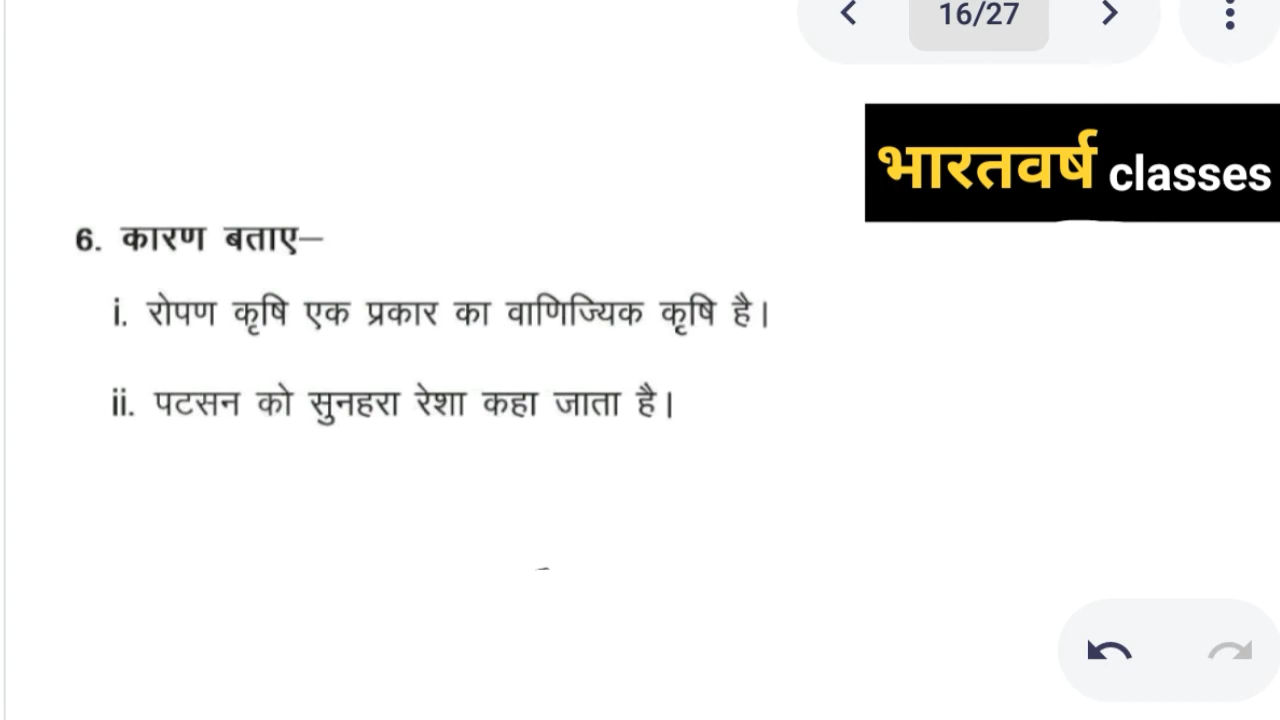 16/27
भारतवर्ष classes
6. कारण बताए—
i. रोपण कृषि एक प्रकार का वाणिज्यिक कृषि है।
ii. पटसन को सुनहरा रेशा कहा जाता है।